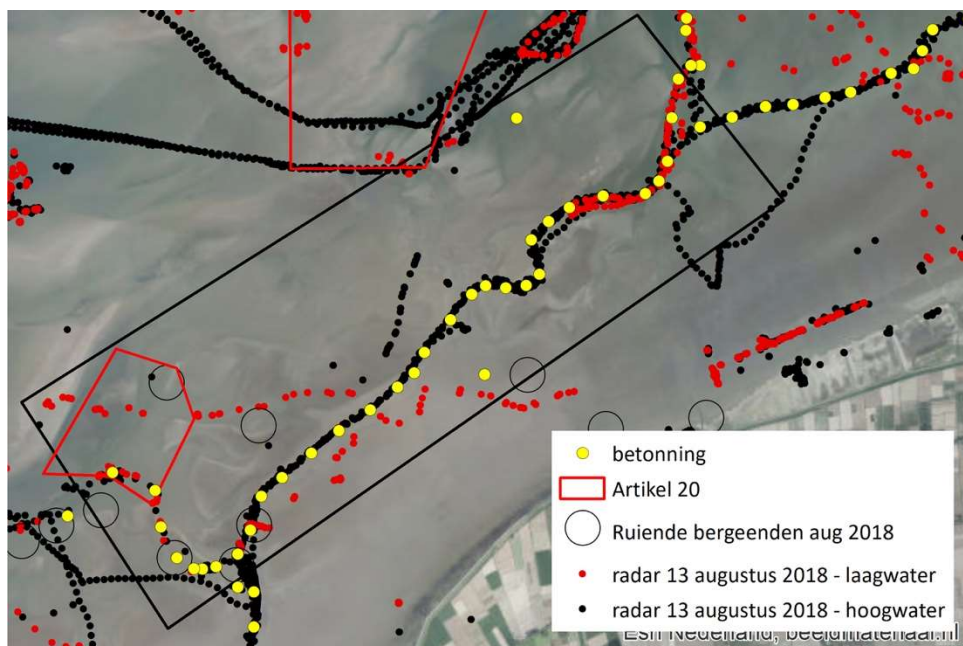 betonning
Artikel 20
Ruiende bergeenden aug 2018
radar 13 augustus 2018 - laagwater
radar 13 augustus 2018 - hoogwater
Esri Nederland, beeldmateriaal.nl